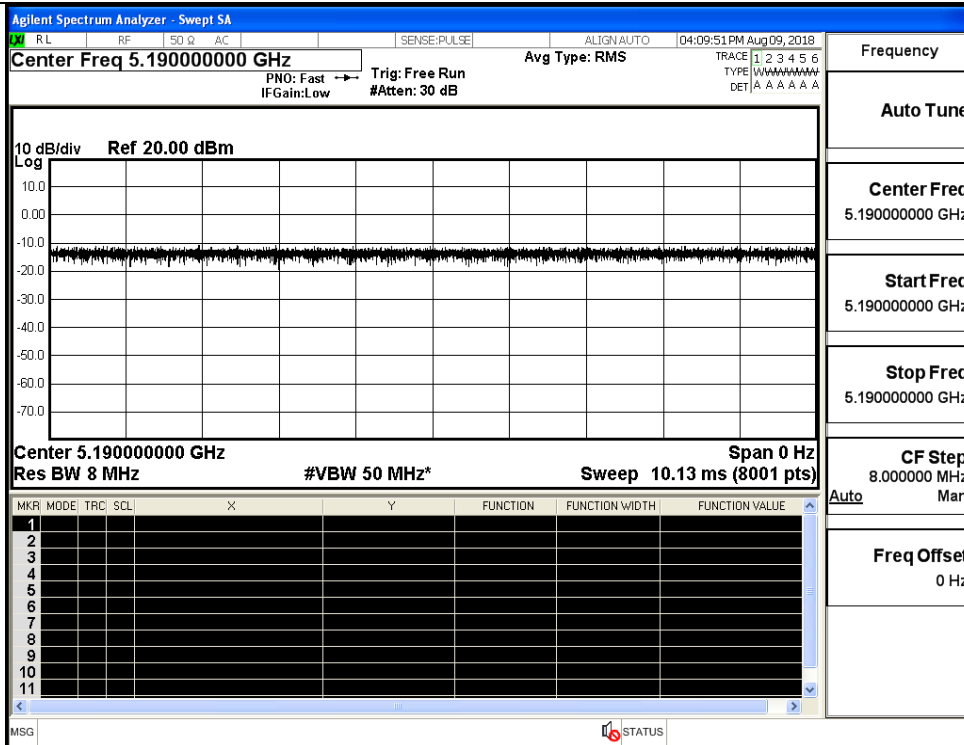 Agilent Spectrum Analyzer - Swept SA
LXI RL RF 50 Ω AC SENSE:PULSE ALIGN AUTO 04:09:51 PM Aug 09, 2018
Center Freq 5.190000000 GHz
PNO: Fast
IFGain:Low
Trig: Free Run
#Atten: 30 dB
Avg Type: RMS
TRACE 1 2 3 4 5 6
TYPE
DET A A A A A A
10 dB/div Ref 20.00 dBm
Log
10.0
0.00
-10.0
-20.0
-30.0
-40.0
-50.0
-60.0
-70.0
Center 5.190000000 GHz Span 0 Hz
Res BW 8 MHz #VBW 50 MHz* Sweep 10.13 ms (8001 pts)
MKR MODE TRC SCL X Y FUNCTION FUNCTION WIDTH FUNCTION VALUE
1
2
3
4
5
6
7
8
9
10
11
MSG STATUS
Frequency
Auto Tune
Center Freq
5.190000000 GHz
Start Freq
5.190000000 GHz
Stop Freq
5.190000000 GHz
CF Step
8.000000 MHz
Auto Man
Freq Offset
0 Hz